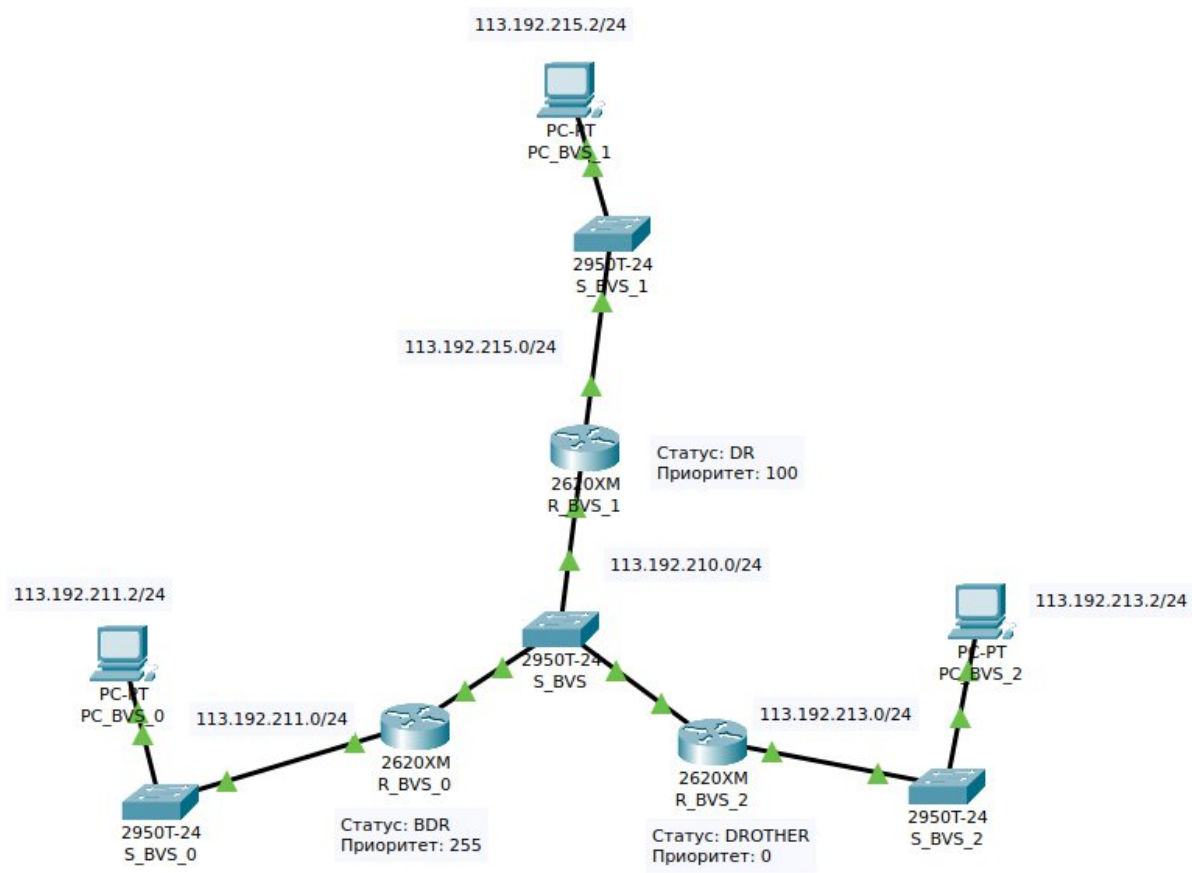 113.192.215.2/24
PC-PT
PC_BVS_1
2950T-24
S_BVS_1
113.192.215.0/24
Статус: DR
Приоритет: 100
2620XM
R_BVS_1
113.192.210.0/24
113.192.211.2/24
113.192.213.2/24
2950T-24
S_BVS
PC-PT
PC_BVS_2
PC-PT
PC_BVS_0
113.192.211.0/24
113.192.213.0/24
2620XM
R_BVS_0
2620XM
R_BVS_2
Статус: BDR
Приоритет: 255
Статус: DROTHER
Приоритет: 0
2950T-24
S_BVS_0
2950T-24
S_BVS_2